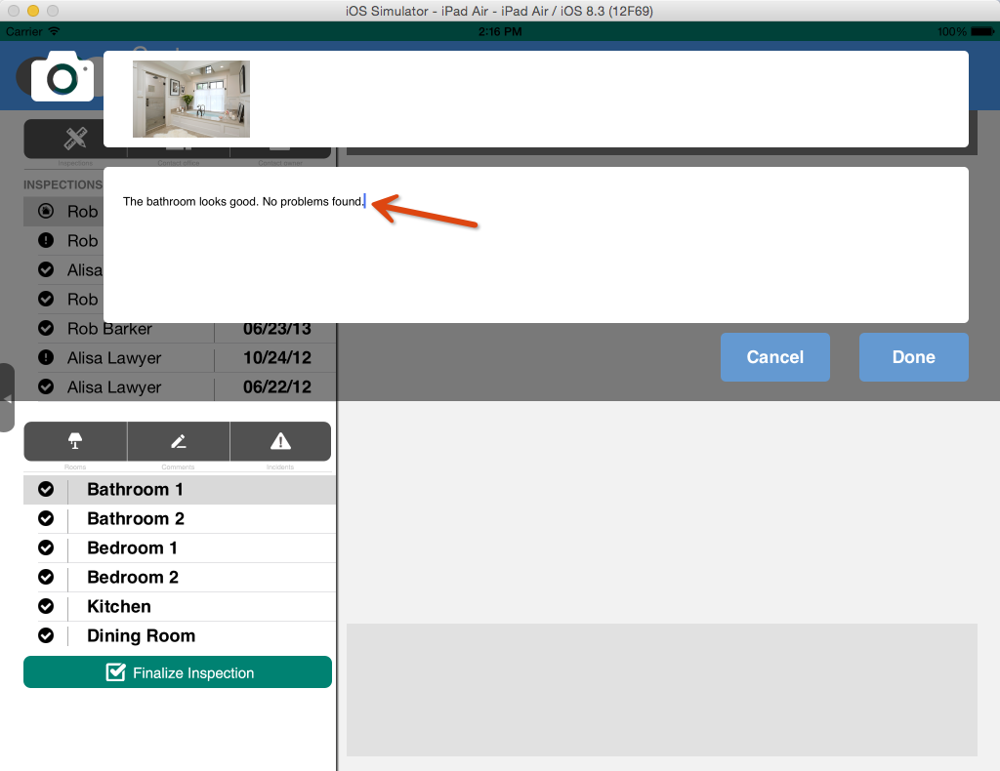 iOS Simulator - iPad Air - iPad Air / iOS 8.3 (12F69)
Carrier 2:16 PM 100%
Inspections Contact office Contact owner
INSPECTIONS
The bathroom looks good. No problems found.
Rob
Rob
Alisa
Rob
Rob Barker 06/23/13
Alisa Lawyer 10/24/12
Alisa Lawyer 06/22/12
Cancel Done
Rooms Comments Incidents
Bathroom 1
Bathroom 2
Bedroom 1
Bedroom 2
Kitchen
Dining Room
Finalize Inspection